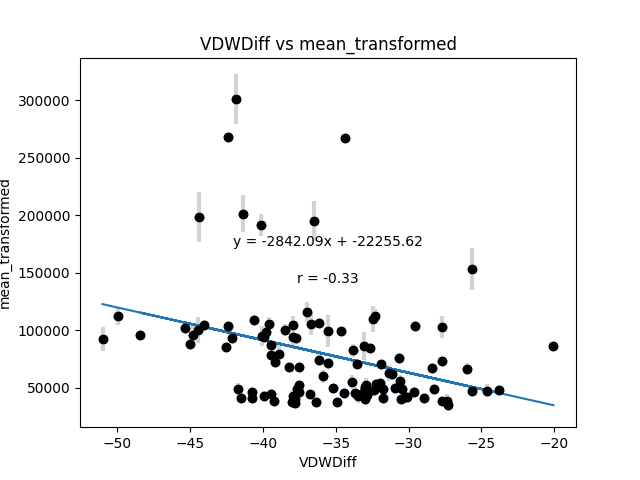 VDWDiff vs mean_transformed
300000
250000
200000
150000
100000
50000
mean_transformed
y = -2842.09x + -22255.62
r = -0.33
−50 −45 −40 −35 −30 −25 −20
VDWDiff